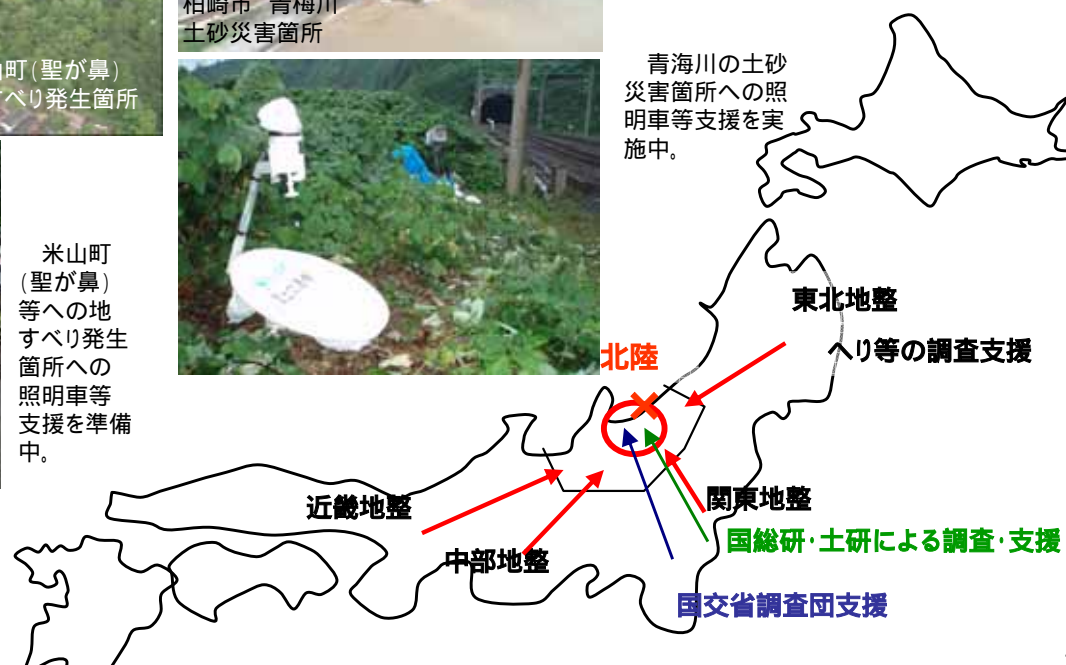 柏崎市 青梅川
土砂災害箇所
山町(聖が鼻)
すべり発生箇所
青海川の土砂
災害箇所への照
明車等支援を実
施中。
米山町
(聖が鼻)
等への地
すべり発生
箇所への
照明車等
支援を準備
中。
東北地整
へリ等の調査支援
北陸
近畿地整
中部地整
関東地整
国総研・土研による調査・支援
国交省調査団支援